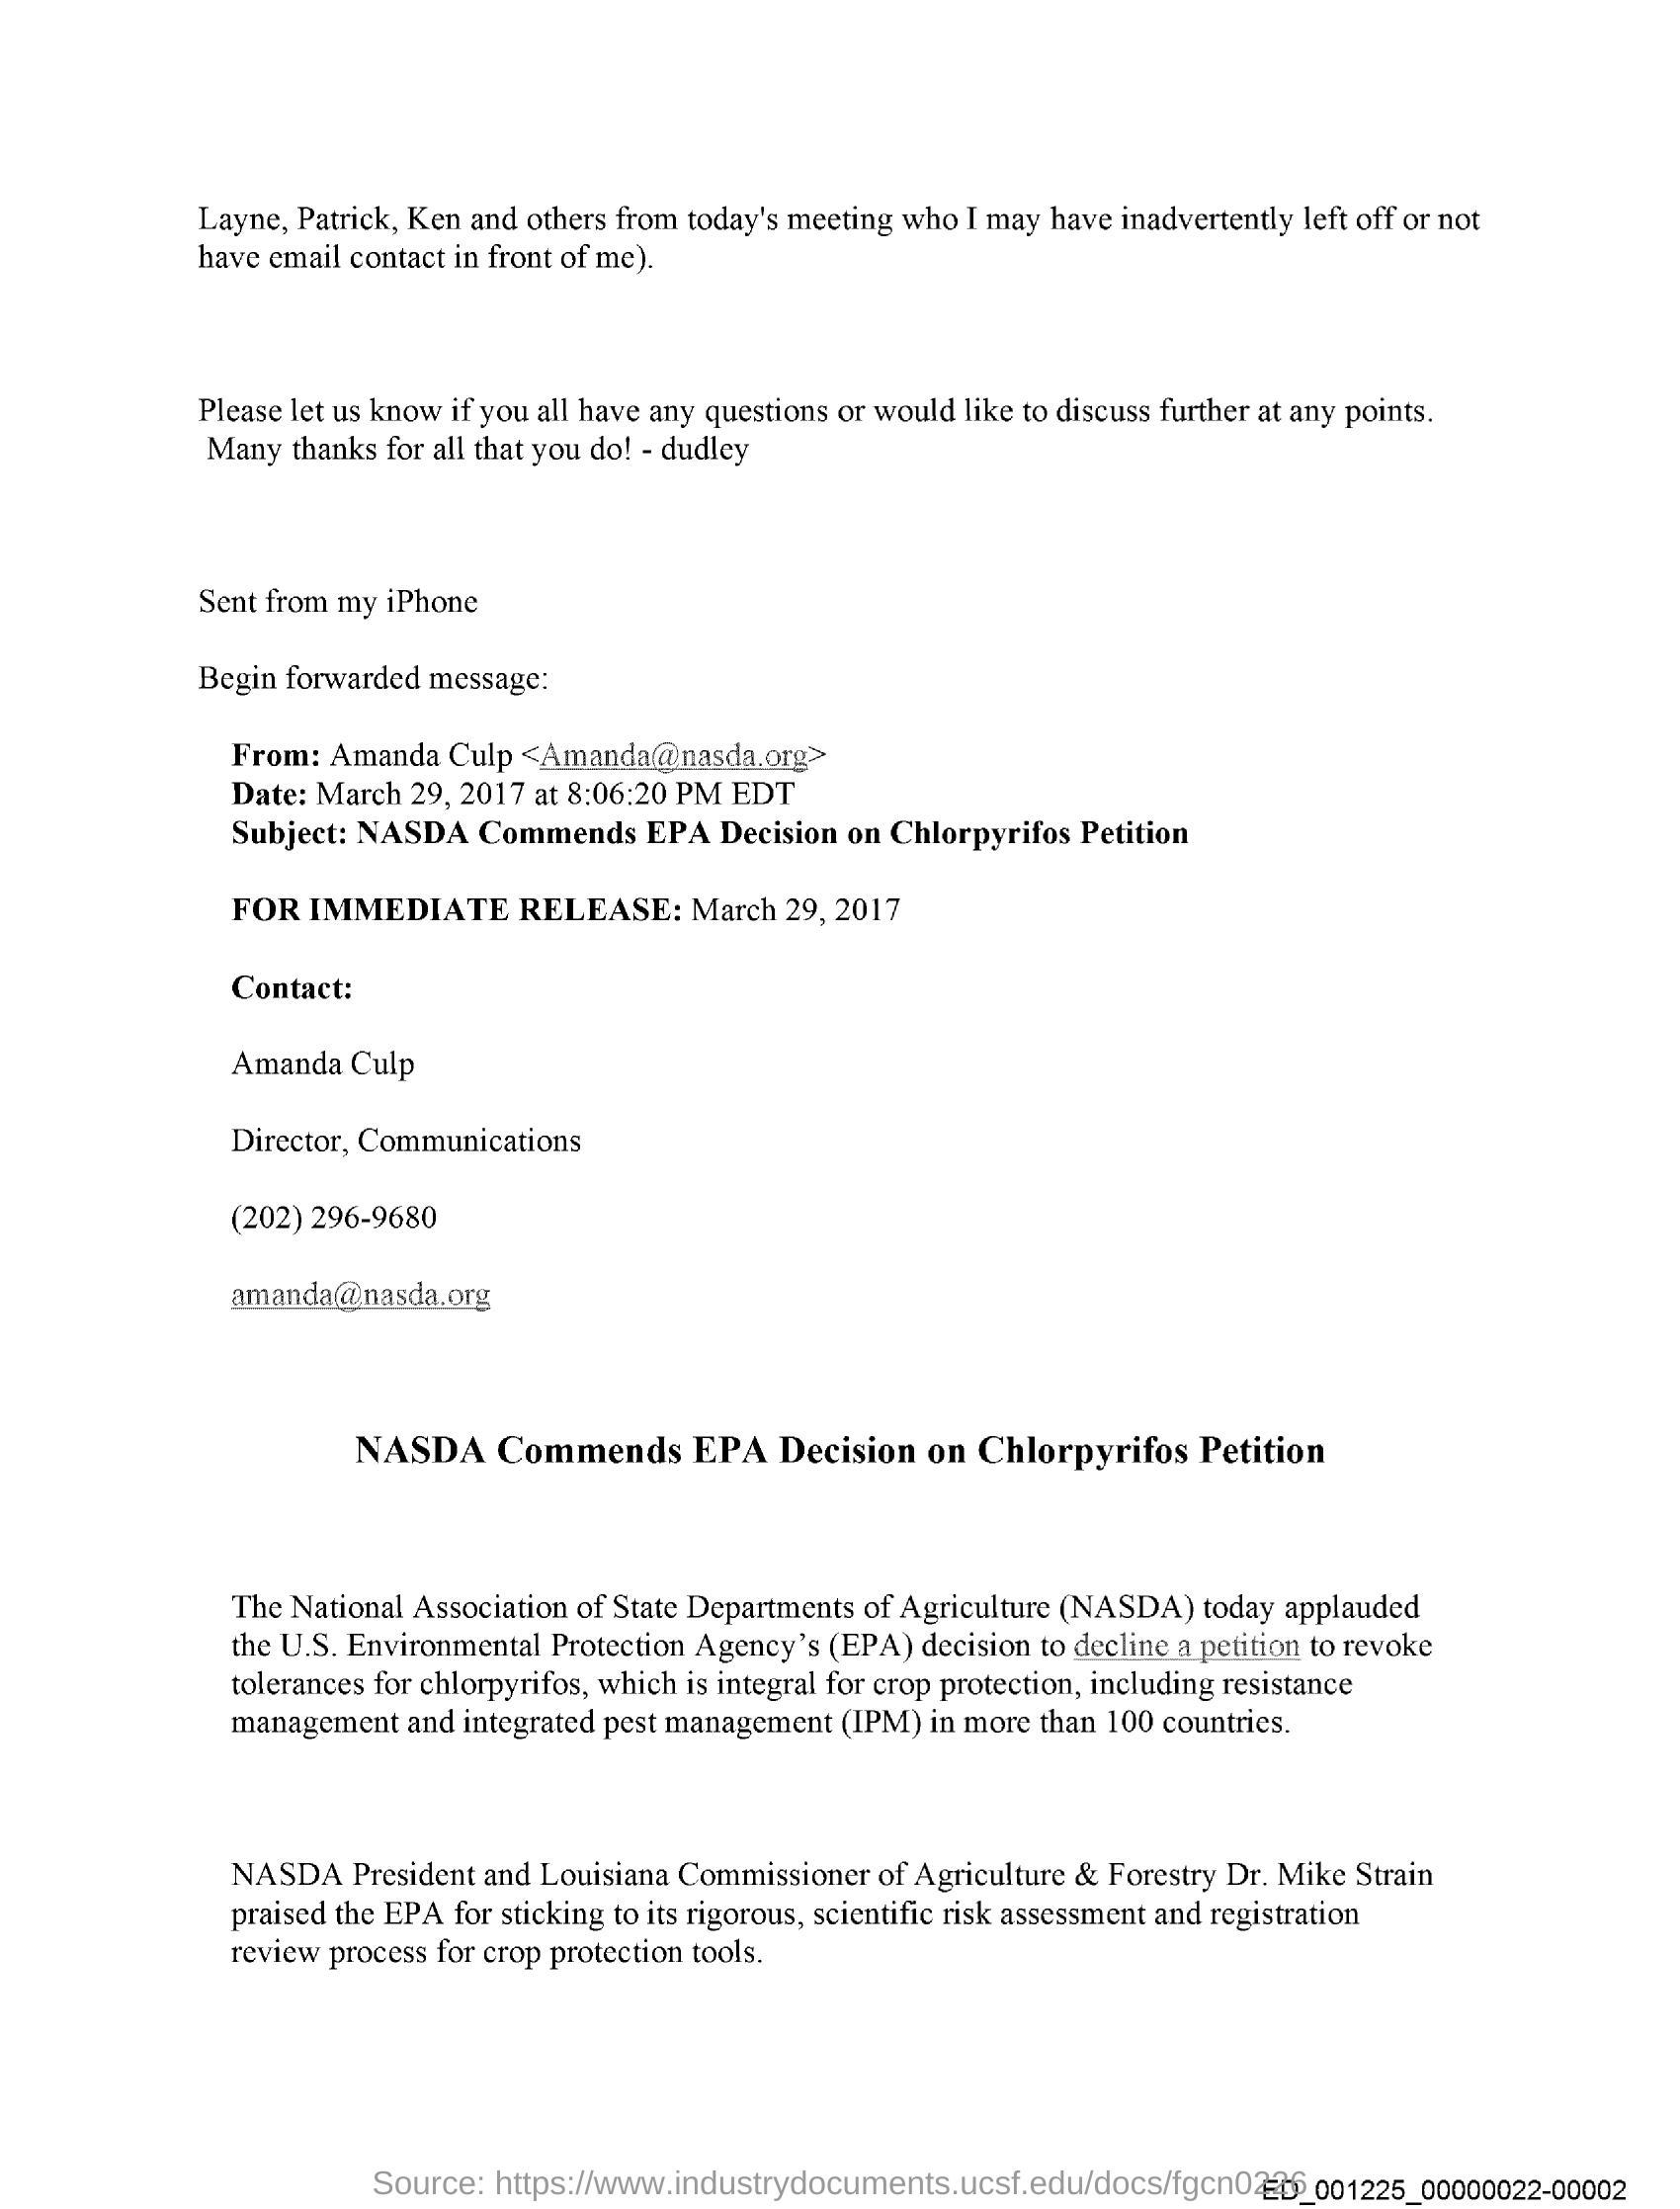 Layne, Patrick, Ken and others from today's meeting who I may have inadvertently left off or not
have email contact in front of me).
Please let us know if you all have any questions or would like to discuss further at any points.
Many thanks for all that you do! - dudley
Sent from my iPhone
Begin forwarded message:
From: Amanda Culp <Amanda@nasda.org>
Date: March 29, 2017 at 8:06:20 PM EDT
Subject: NASDA Commends EPA Decision on Chlorpyrifos Petition
FOR IMMEDIATE RELEASE: March 29, 2017
Contact:
Amanda Culp
Director, Communications
(202) 296-9680
amanda@nasda.org
NASDA Commends EPA Decision on Chlorpyrifos Petition
The National Association of State Departments of Agriculture (NASDA) today applauded
the U.S. Environmental Protection Agency's (EPA) decision to decline a petition to revoke
tolerances for chlorpyrifos, which is integral for crop protection, including resistance
management and integrated pest management (IPM) in more than 100 countries.
NASDA President and Louisiana Commissioner of Agriculture & Forestry Dr. Mike Strain
praised the EPA for sticking to its rigorous, scientific risk assessment and registration
review process for crop protection tools.
Source: https://www.industrydocuments.ucsf.edu/docs/fgcn0226
ED_001225_00000022-00002